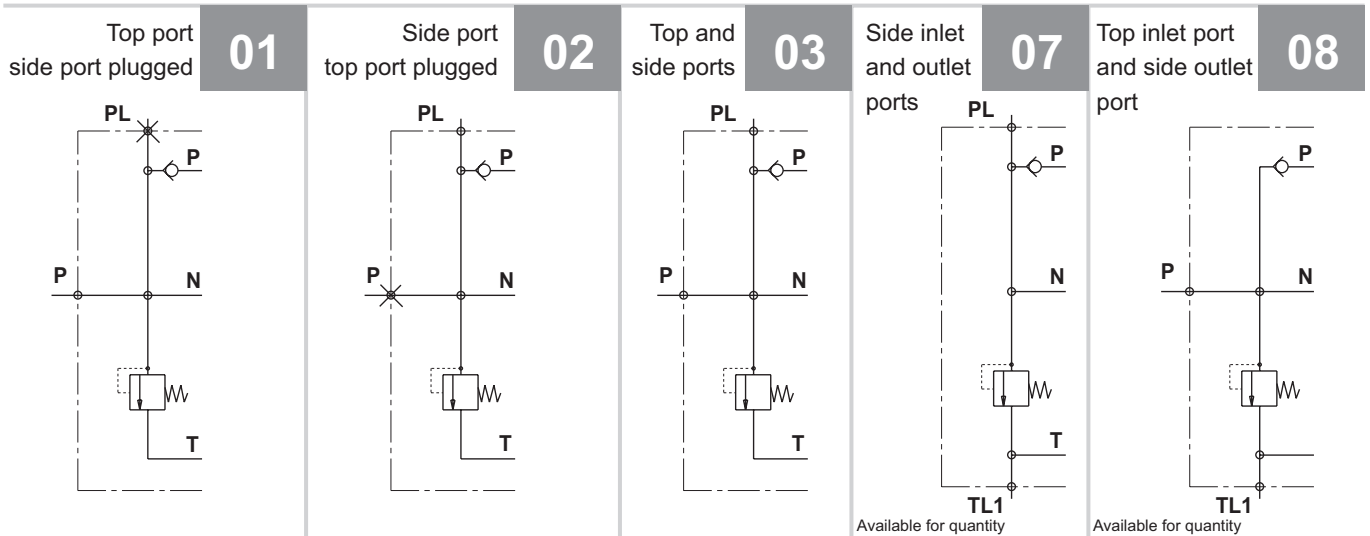 Top port
side port plugged
01
PL
P
P
N
T
Side port
top port plugged
02
PL
P
P
N
T
Top and
side ports
03
PL
P
P
N
T
Side inlet
and outlet
ports
07
PL
P
N
T
TL1
Available for quantity
Top inlet port
and side outlet
port
08
P
P
N
TL1
Available for quantity